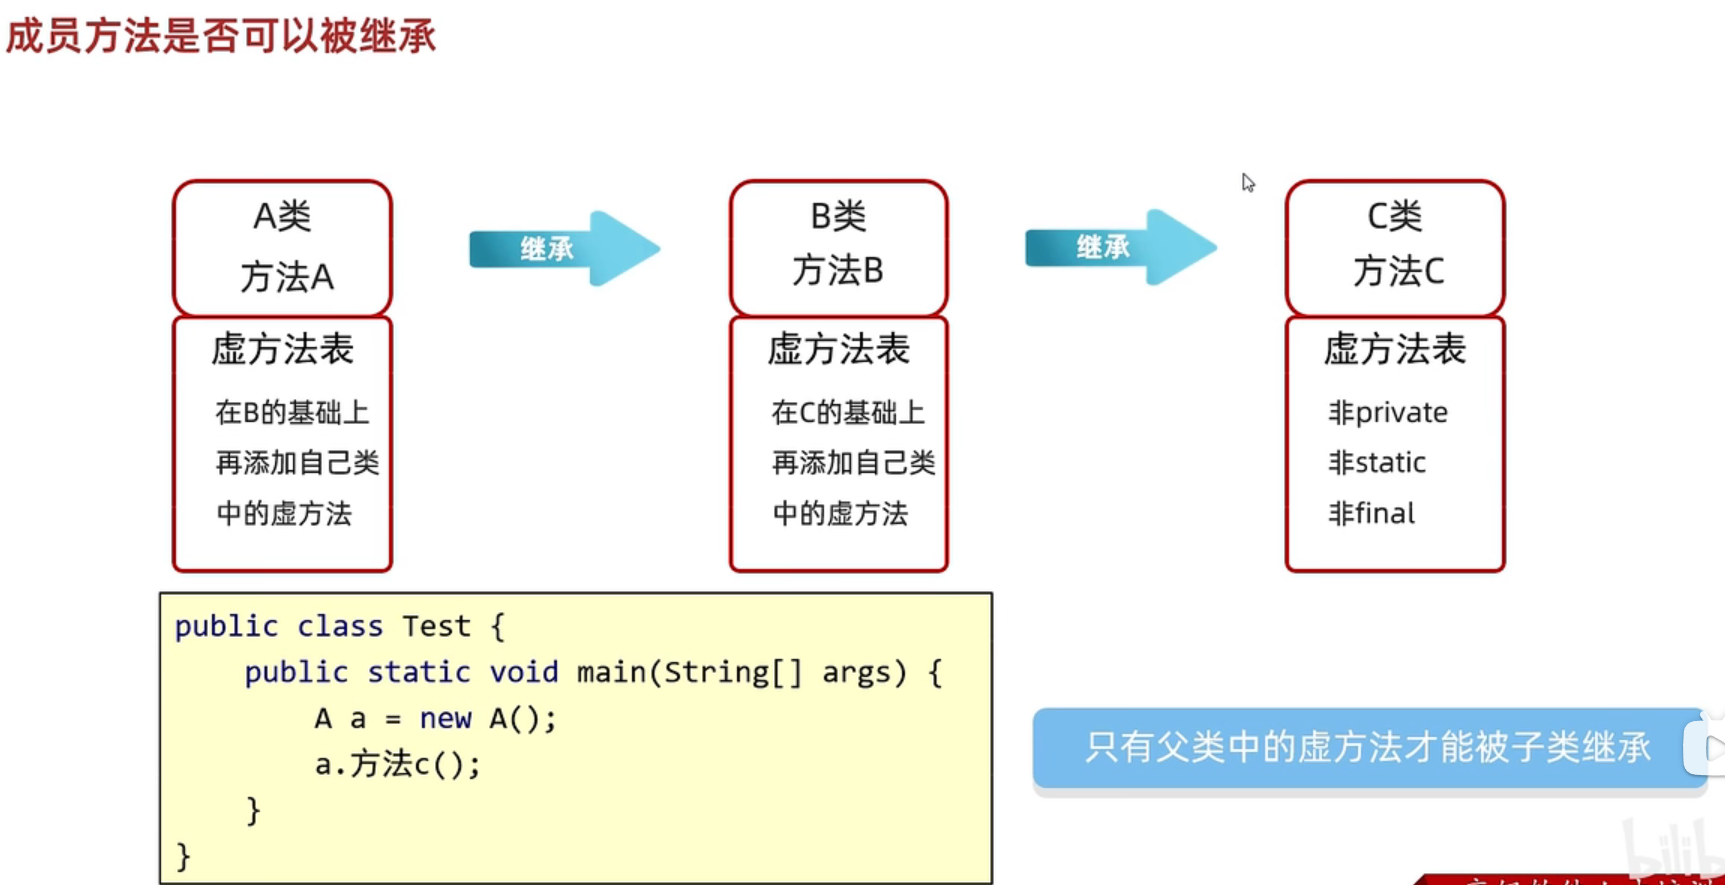 成员方法是否可以被继承
A类
方法A
继承
B类
方法B
继承
C类
方法C
虚方法表
在B的基础上
再添加自己类
中的虚方法
虚方法表
在C的基础上
再添加自己类
中的虚方法
虚方法表
非private
非static
非final
public class Test {
    public static void main(String[] args) {
        A a = new A();
        a.方法c();
    }
}
只有父类中的虚方法才能被子类继承